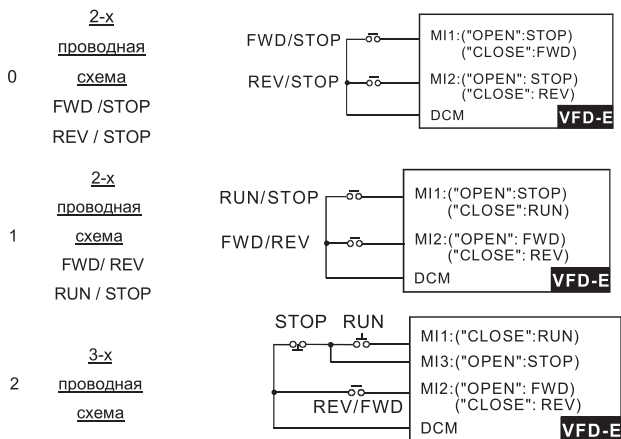 0
2-х
проводная
схема
FWD /STOP
REV / STOP
FWD/STOP
REV/STOP
MI1:("OPEN":STOP)
("CLOSE":FWD)
MI2:("OPEN": STOP)
("CLOSE": REV)
DCM
VFD-E
1
2-х
проводная
схема
FWD/ REV
RUN / STOP
RUN/STOP
FWD/REV
MI1:("OPEN":STOP)
("CLOSE":RUN)
MI2:("OPEN": FWD)
("CLOSE": REV)
DCM
VFD-E
2
3-х
проводная
схема
STOP RUN
REV/FWD
MI1:("CLOSE":RUN)
MI3:("OPEN":STOP)
MI2:("OPEN": FWD)
("CLOSE": REV)
DCM
VFD-E